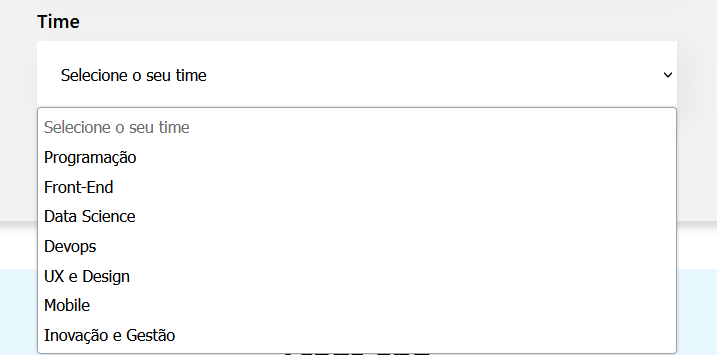 Time
Selecione o seu time
Selecione o seu time
Programação
Front-End
Data Science
Devops
UX e Design
Mobile
Inovação e Gestão